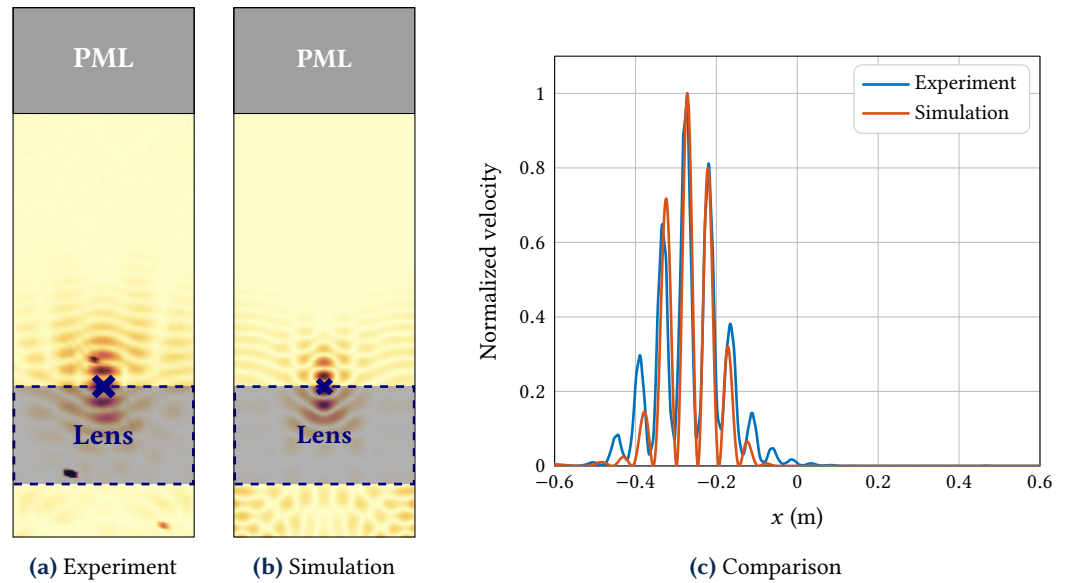 PML
PML
Lens
Lens
(a) Experiment
(b) Simulation
Normalized velocity
1
0.8
0.6
0.4
0.2
0
Experiment
Simulation
−0.6
−0.4
−0.2
0
0.2
0.4
0.6
x (m)
(c) Comparison